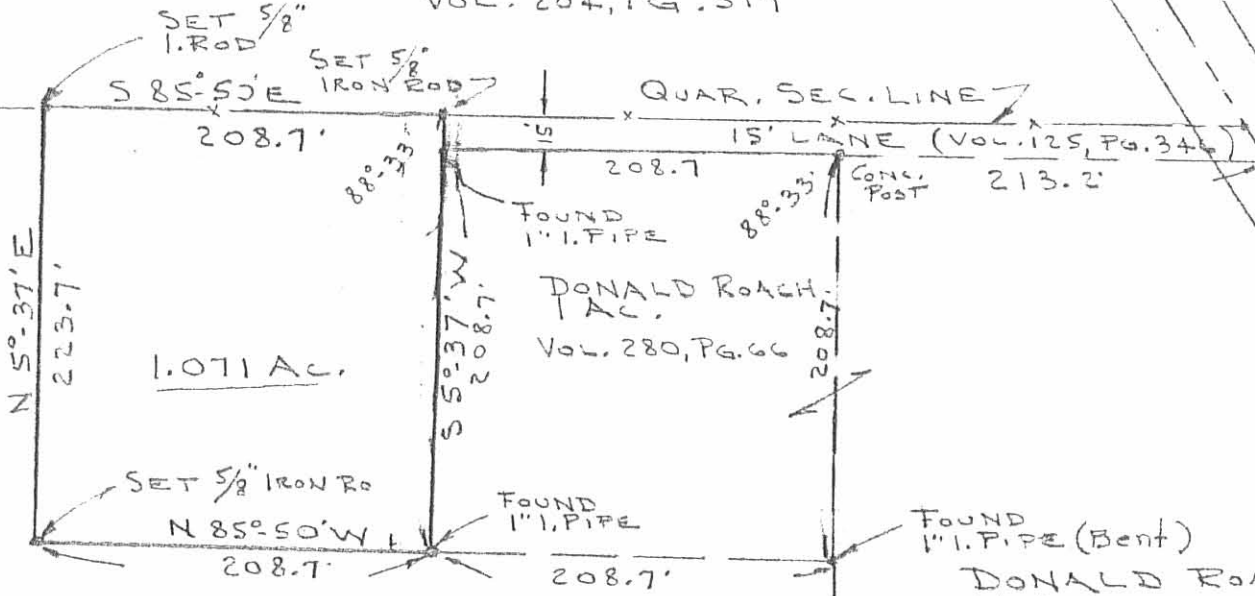 SET 5/8"
I. ROD
SET 5/8"
IRON ROD
S 85°-50'E
208.7'
QUAR. SEC. LINE
15'
15' LANE (VOL. 125, PG. 346)
208.7
CONC.
POST
213.2'
88°-33'
88°-33'
FOUND
1" I. PIPE
N 5°-37'E
223.7'
S 5°-37'W
208.7'
DONALD ROACH
1 AC.
VOL. 280, PG. 66
208.7
1.071 AC.
SET 5/8" IRON RO
N 85°-50'W
208.7'
FOUND
1" I. PIPE
208.7'
FOUND
1" I. PIPE (Bent)
DONALD